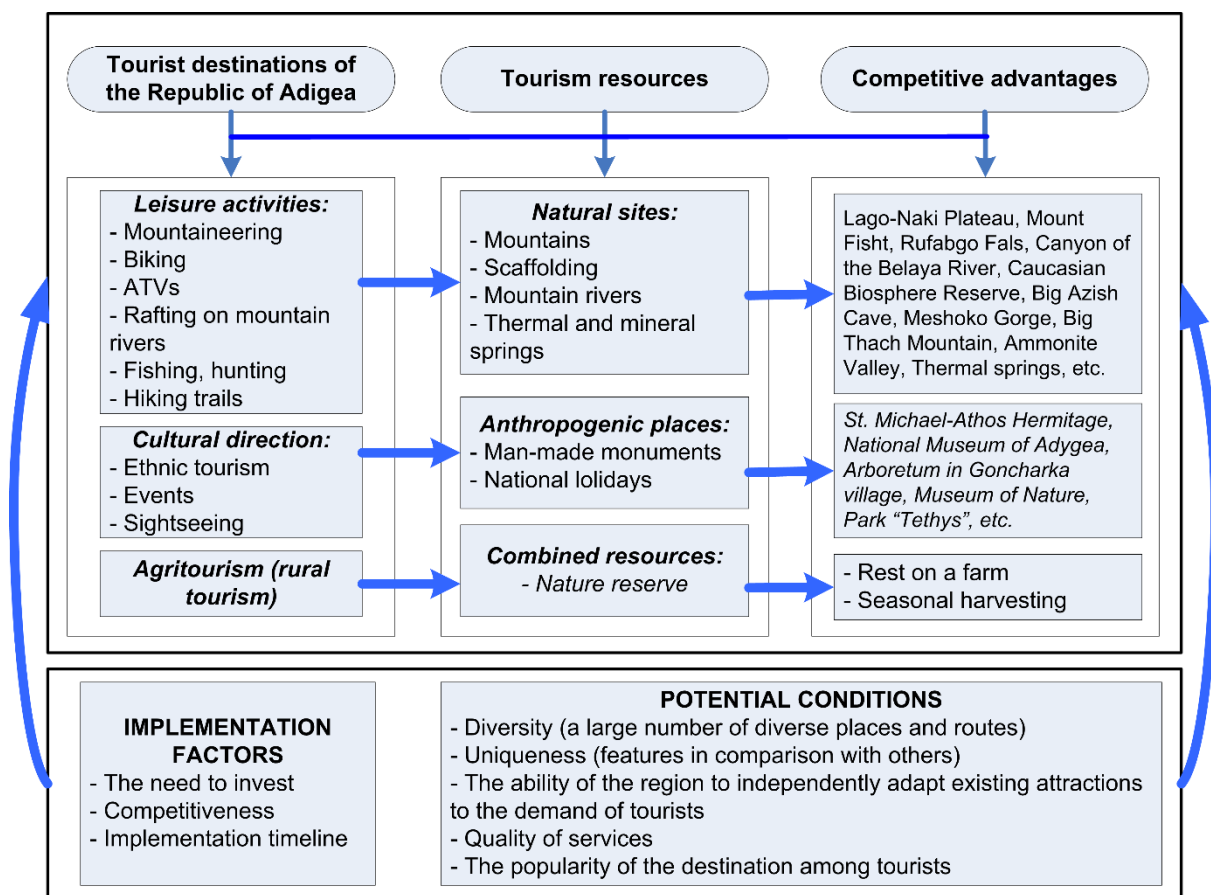 Tourist destinations of
the Republic of Adigea
Tourism resources
Competitive advantages
Leisure activities:
- Mountaineering
- Biking
- ATVs
- Rafting on mountain
rivers
- Fishing, hunting
- Hiking trails
Natural sites:
- Mountains
- Scaffolding
- Mountain rivers
- Thermal and mineral
springs
Lago-Naki Plateau, Mount
Fisht, Rufabgo Fals, Canyon of
the Belaya River, Caucasian
Biosphere Reserve, Big Azish
Cave, Meshoko Gorge, Big
Thach Mountain, Ammonite
Valley, Thermal springs, etc.
Cultural direction:
- Ethnic tourism
- Events
- Sightseeing
Anthropogenic places:
- Man-made monuments
- National lolidays
St. Michael-Athos Hermitage,
National Museum of Adygea,
Arboretum in Goncharka
village, Museum of Nature,
Park “Tethys”, etc.
Agritourism (rural
tourism)
Combined resources:
- Nature reserve
- Rest on a farm
- Seasonal harvesting
IMPLEMENTATION
FACTORS
- The need to invest
- Competitiveness
- Implementation timeline
POTENTIAL CONDITIONS
- Diversity (a large number of diverse places and routes)
- Uniqueness (features in comparison with others)
- The ability of the region to independently adapt existing attractions
to the demand of tourists
- Quality of services
- The popularity of the destination among tourists